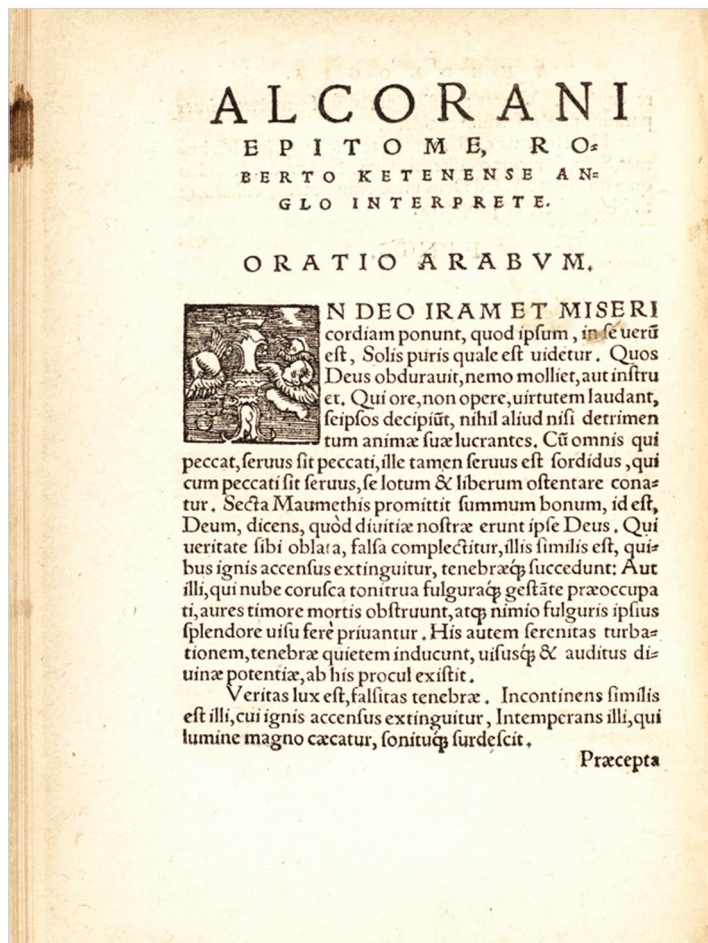 ALCORANI
EPITOME, RO-
BERTO KETENENSE AN=
GLO INTERPRETE.
ORATIO ARABVM.
IN DEO IRAM ET MISERI
cordiam ponunt, quod ipsum, in se uerũ
est, Solis puris quale est uidetur. Quos
Deus obdurauit, nemo molliet, aut instru
et. Qui ore, non opere, uirtutem laudant,
seipsos decipiũt, nihil aliud nisi detrimen
tum animæ suæ lucrantes. Cũ omnis qui
peccat, seruus sit peccati, ille tamen seruus est sordidus, qui
cum peccati sit seruus, se lotum & liberum ostentare cona=
tur. Secta Maumethis promittit summum bonum, id est,
Deum, dicens, quòd diuitiæ nostræ erunt ipse Deus. Qui
ueritate sibi oblata, falsa complectitur, illis similis est, qui=
bus ignis accensus extinguitur, tenebræq́; succedunt: Aut
illi, qui nube corusca tonitrua fulguraq́; gestãte præoccupa
ti, aures timore mortis obstruunt, atq; nimio fulguris ipsius
splendore uisu ferè priuantur. His autem serenitas turba=
tionem, tenebræ quietem inducunt, uisusq́; & auditus di=
uinæ potentiæ, ab his procul existit.
Veritas lux est, falsitas tenebræ. Incontinens similis
est illi, cui ignis accensus extinguitur, Intemperans illi, qui
lumine magno cæcatur, sonituq́; surdescit.
Præcepta